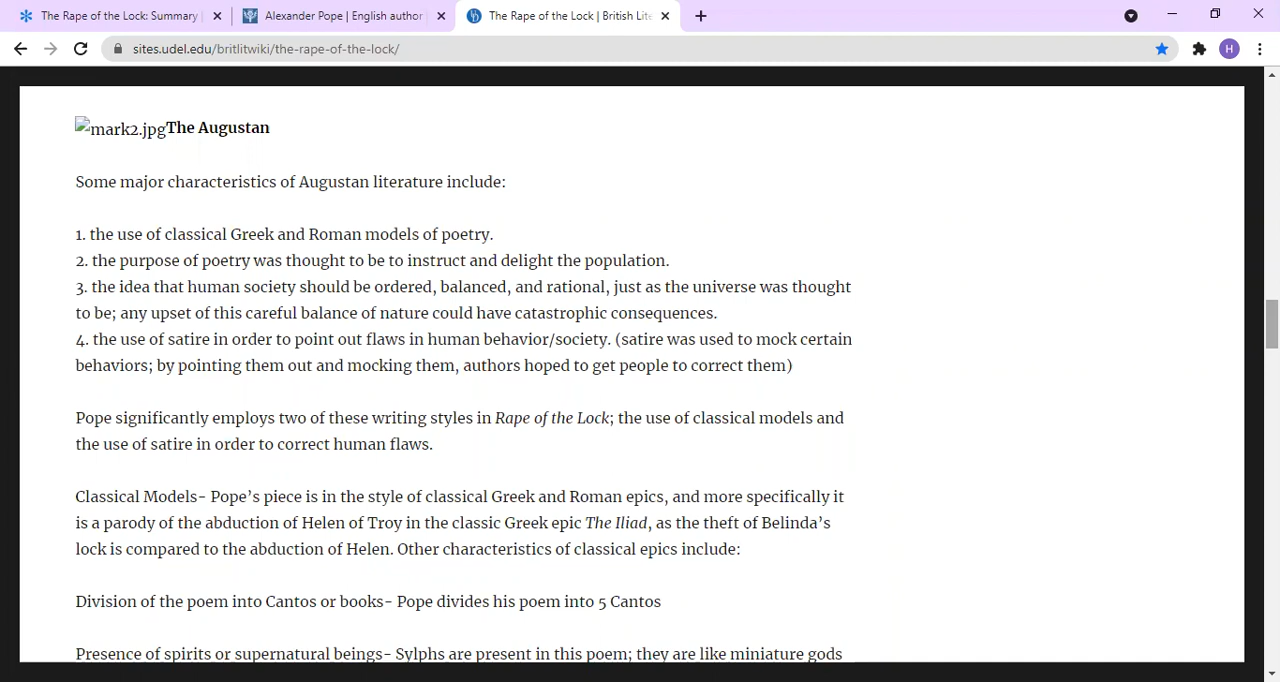 The Rape of the Lock: Summary
Alexander Pope | English author
The Rape of the Lock | British Lite
sites.udel.edu/britlitwiki/the-rape-of-the-lock/
H
mark2.jpgThe Augustan
Some major characteristics of Augustan literature include:
1. the use of classical Greek and Roman models of poetry.
2. the purpose of poetry was thought to be to instruct and delight the population.
3. the idea that human society should be ordered, balanced, and rational, just as the universe was thought
to be; any upset of this careful balance of nature could have catastrophic consequences.
4. the use of satire in order to point out flaws in human behavior/society. (satire was used to mock certain
behaviors; by pointing them out and mocking them, authors hoped to get people to correct them)
Pope significantly employs two of these writing styles in Rape of the Lock; the use of classical models and
the use of satire in order to correct human flaws.
Classical Models- Pope’s piece is in the style of classical Greek and Roman epics, and more specifically it
is a parody of the abduction of Helen of Troy in the classic Greek epic The Iliad, as the theft of Belinda’s
lock is compared to the abduction of Helen. Other characteristics of classical epics include:
Division of the poem into Cantos or books- Pope divides his poem into 5 Cantos
Presence of spirits or supernatural beings- Sylphs are present in this poem; they are like miniature gods